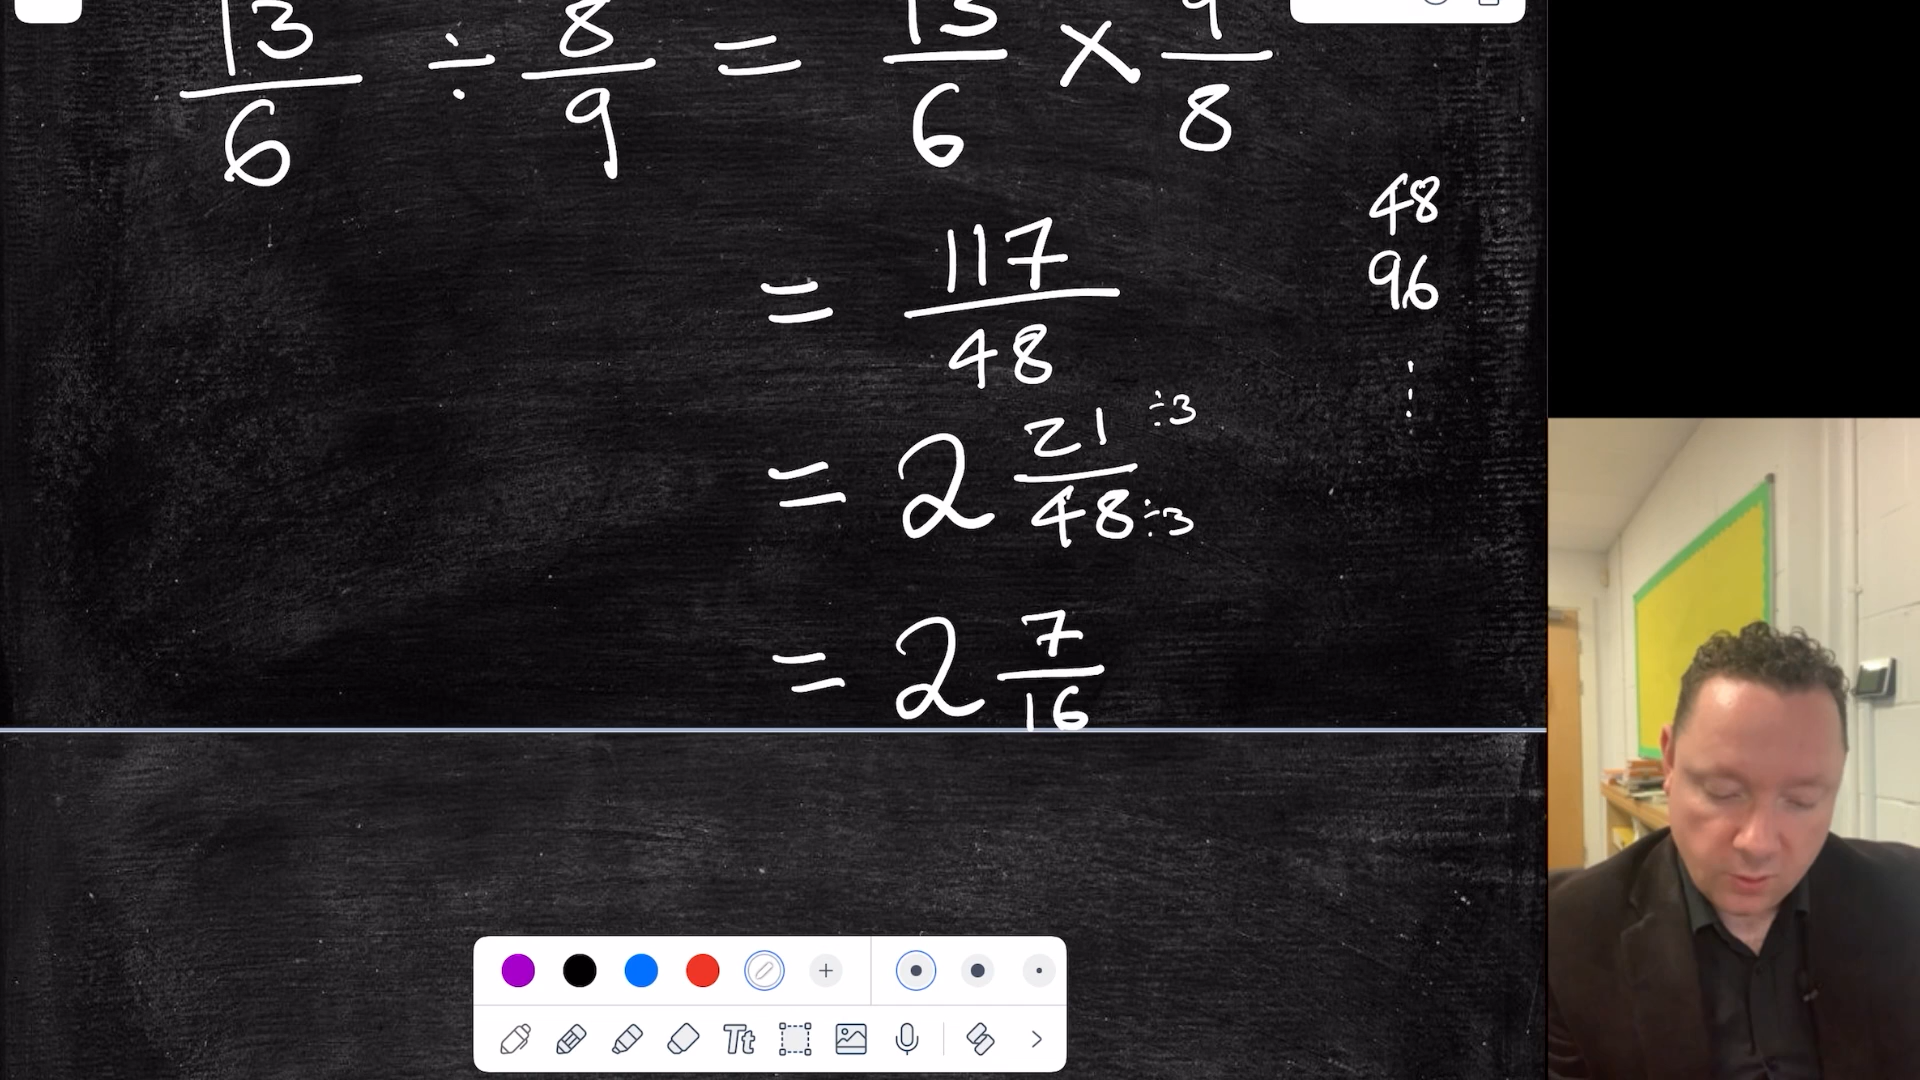 13/6 ÷ 8/9 = 13/6 × 9/8
48
96
= 117/48
⋮
= 2 21/48 ÷3 ÷3
= 2 7/16
+
Tt